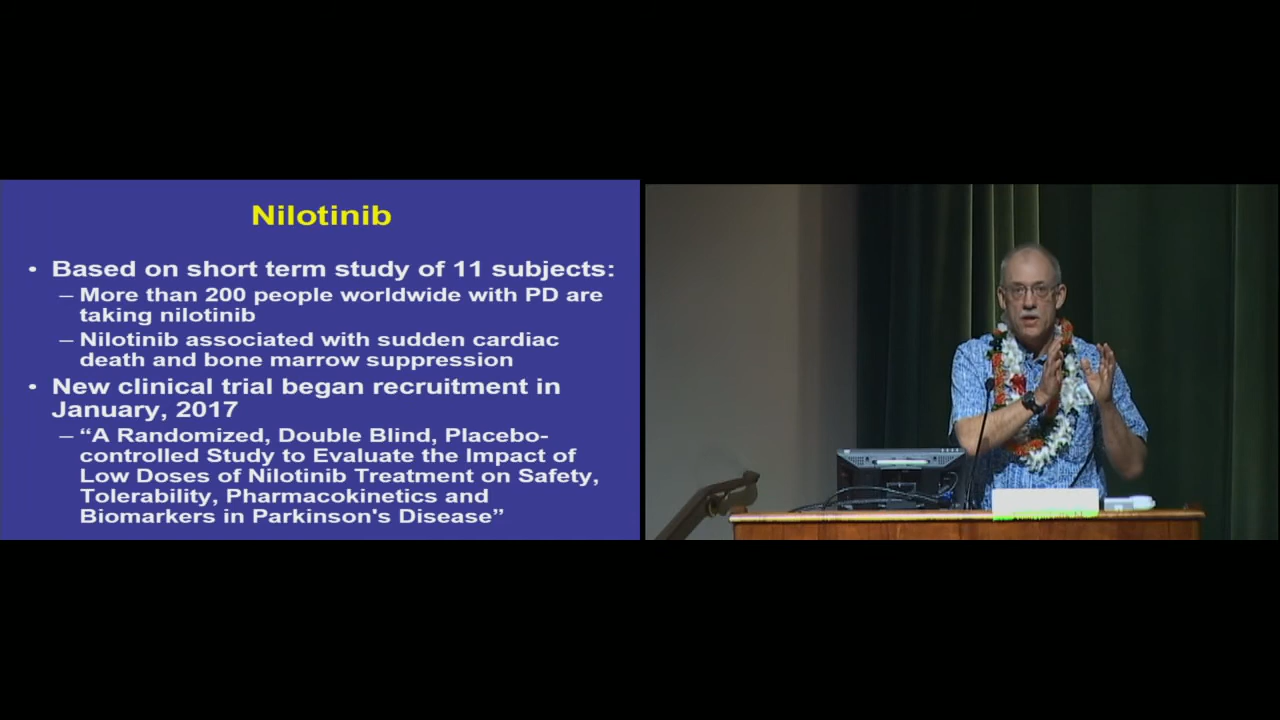 Nilotinib
• Based on short term study of 11 subjects:
– More than 200 people worldwide with PD are
taking nilotinib
– Nilotinib associated with sudden cardiac
death and bone marrow suppression
• New clinical trial began recruitment in
January, 2017
– “A Randomized, Double Blind, Placebo-
controlled Study to Evaluate the Impact of
Low Doses of Nilotinib Treatment on Safety,
Tolerability, Pharmacokinetics and
Biomarkers in Parkinson's Disease”